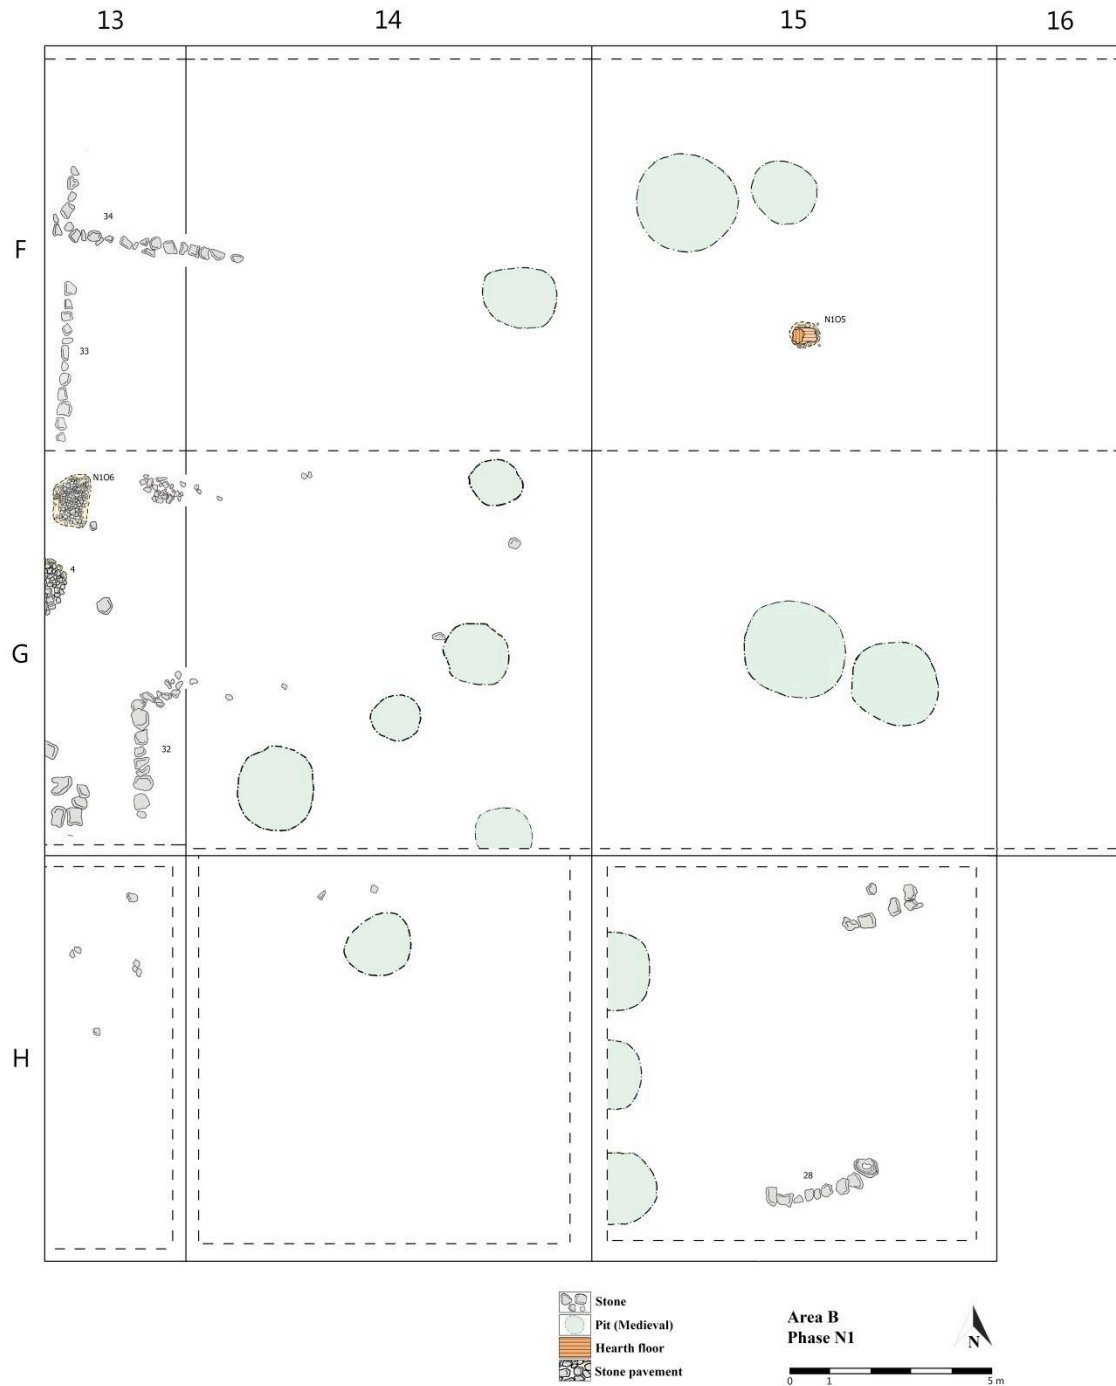 13 14 15 16
F
34
33
N1O5
N1O6
4
G
32
H
28
Stone
Pit (Medieval)
Hearth floor
Stone pavement
Area B
Phase N1
N
0 1 5 m